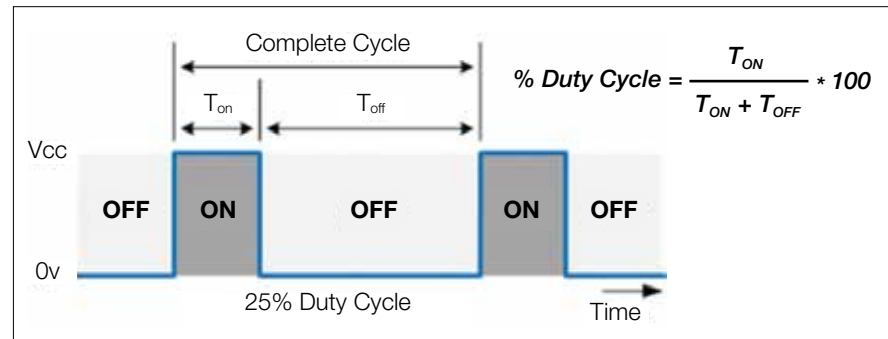 Complete Cycle
% Duty Cycle = T_ON / (T_ON + T_OFF) * 100
T_on T_off
Vcc
OFF ON OFF ON OFF
0v
25% Duty Cycle
Time